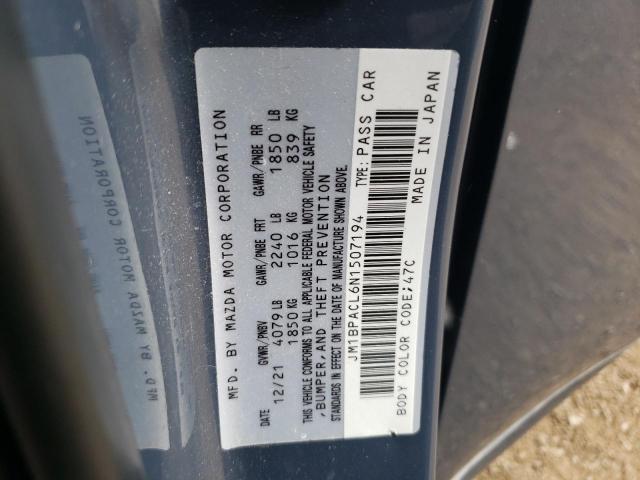 MFD. BY MAZDA MOTOR CORPORATION
DATE GVWR/PNBV GAWR/PNBE FRT GAWR/PNBE RR
12/21 4079 LB 2240 LB 1850 LB
1850 KG 1016 KG 839 KG
THIS VEHICLE CONFORMS TO ALL APPLICABLE FEDERAL MOTOR VEHICLE SAFETY
, BUMPER, AND THEFT PREVENTION
STANDARDS IN EFFECT ON THE DATE OF MANUFACTURE SHOWN ABOVE.
JM1BPACL6N1507194 TYPE: PASS CAR
BODY COLOR CODE;47C MADE IN JAPAN
MFD. BY MAZDA MOTOR CORPORATION